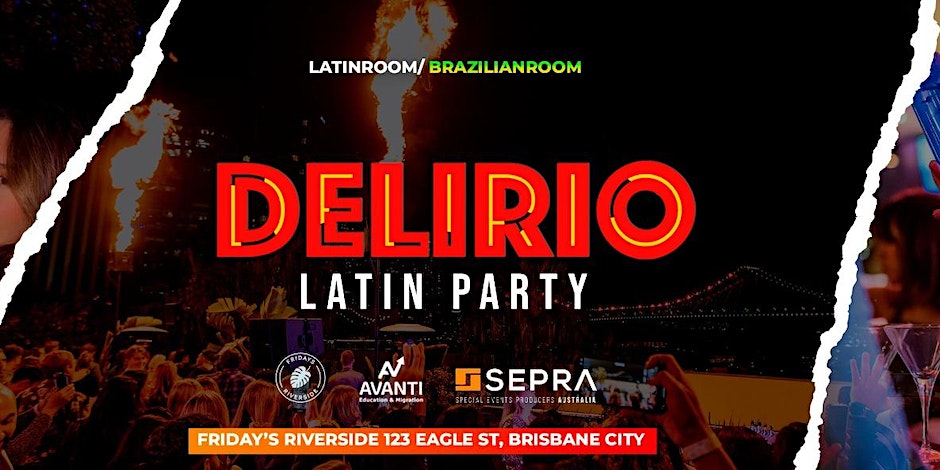 LATINROOM/ BRAZILIANROOM
DELIRIO
LATIN PARTY
FRIDAYS
RIVERSIDE
AVANTI
Education & Migration
SEPRA
SPECIAL EVENTS PRODUCERS AUSTRALIA
FRIDAY'S RIVERSIDE 123 EAGLE ST, BRISBANE CITY